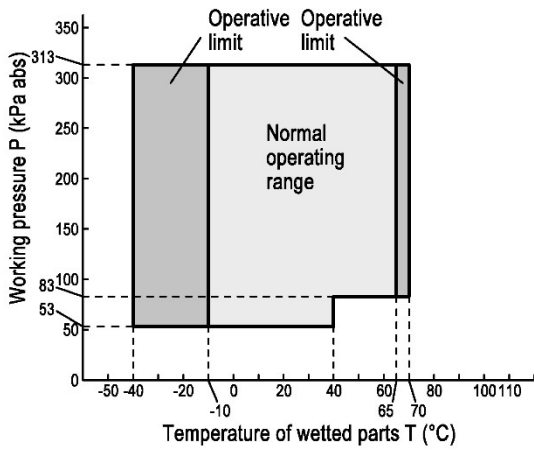 Operative
limit
Operative
limit
Normal
operating
range
Working pressure P (kPa abs)
350
313
300
250
200
150
100
83
53
50
0
-50 -40 -20 0 20 40 60 80 100 110
-10 65 70
Temperature of wetted parts T (°C)